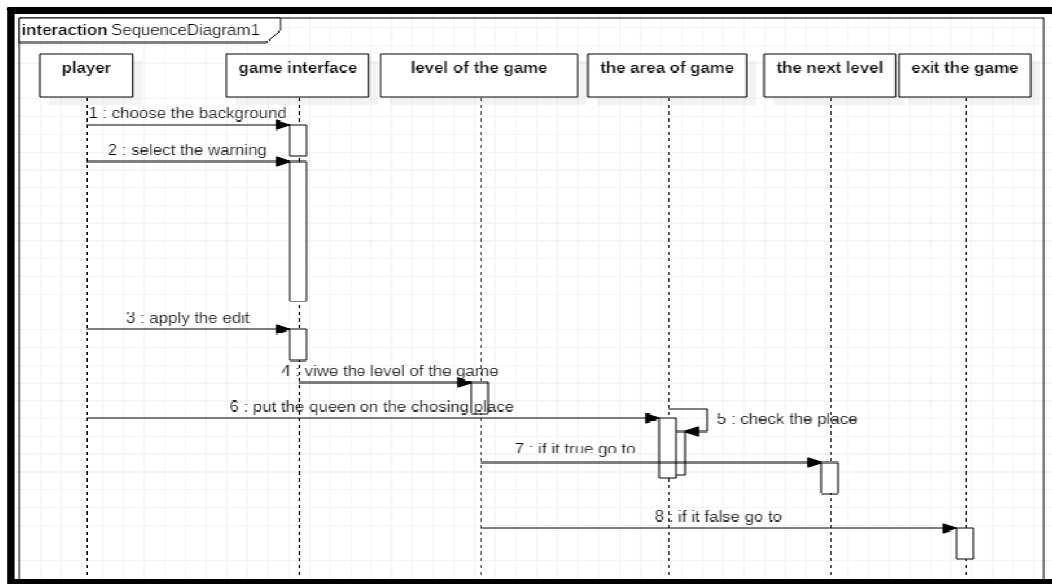 interaction SequenceDiagram1
player
game interface
level of the game
the area of game
the next level
exit the game
1 : choose the background
2 : select the warning
3 : apply the edit
4 : viwe the level of the game
6 : put the queen on the chosing place
5 : check the place
7 : if it true go to
8 : if it false go to